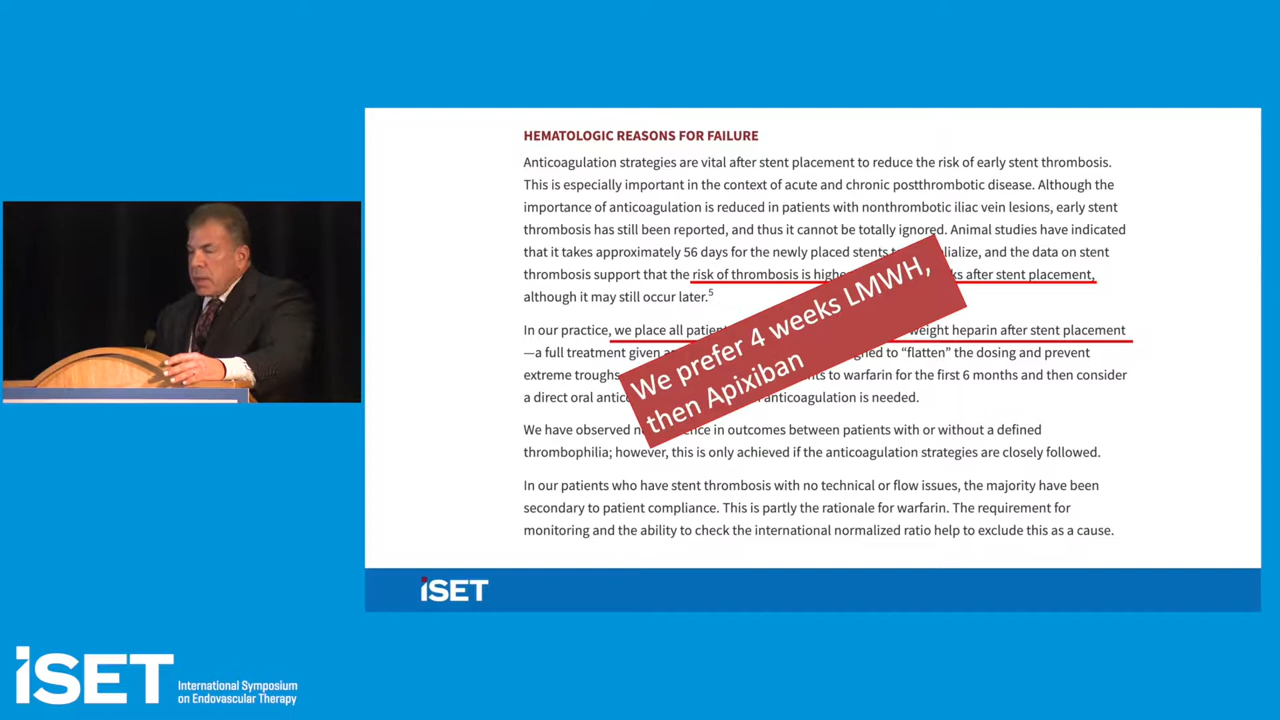 HEMATOLOGIC REASONS FOR FAILURE
Anticoagulation strategies are vital after stent placement to reduce the risk of early stent thrombosis.
This is especially important in the context of acute and chronic postthrombotic disease. Although the
importance of anticoagulation is reduced in patients with nonthrombotic iliac vein lesions, early stent
thrombosis has still been reported, and thus it cannot be totally ignored. Animal studies have indicated
that it takes approximately 56 days for the newly placed stents and the data on stent
thrombosis support that the risk of thrombosis is after stent placement,
although it may still occur later.5
In our practice, we place all heparin after stent placement
—a full treatment given to “flatten” the dosing and prevent
extreme to warfarin for the first 6 months and then consider
a direct oral anticoagulation is needed.
We have observed in outcomes between patients with or without a defined
thrombophilia; however, this is only achieved if the anticoagulation strategies are closely followed.
In our patients who have stent thrombosis with no technical or flow issues, the majority have been
secondary to patient compliance. This is partly the rationale for warfarin. The requirement for
monitoring and the ability to check the international normalized ratio help to exclude this as a cause.
We prefer 4 weeks LMWH,
then Apixiban
iSET
iSET
International Symposium
on Endovascular Therapy